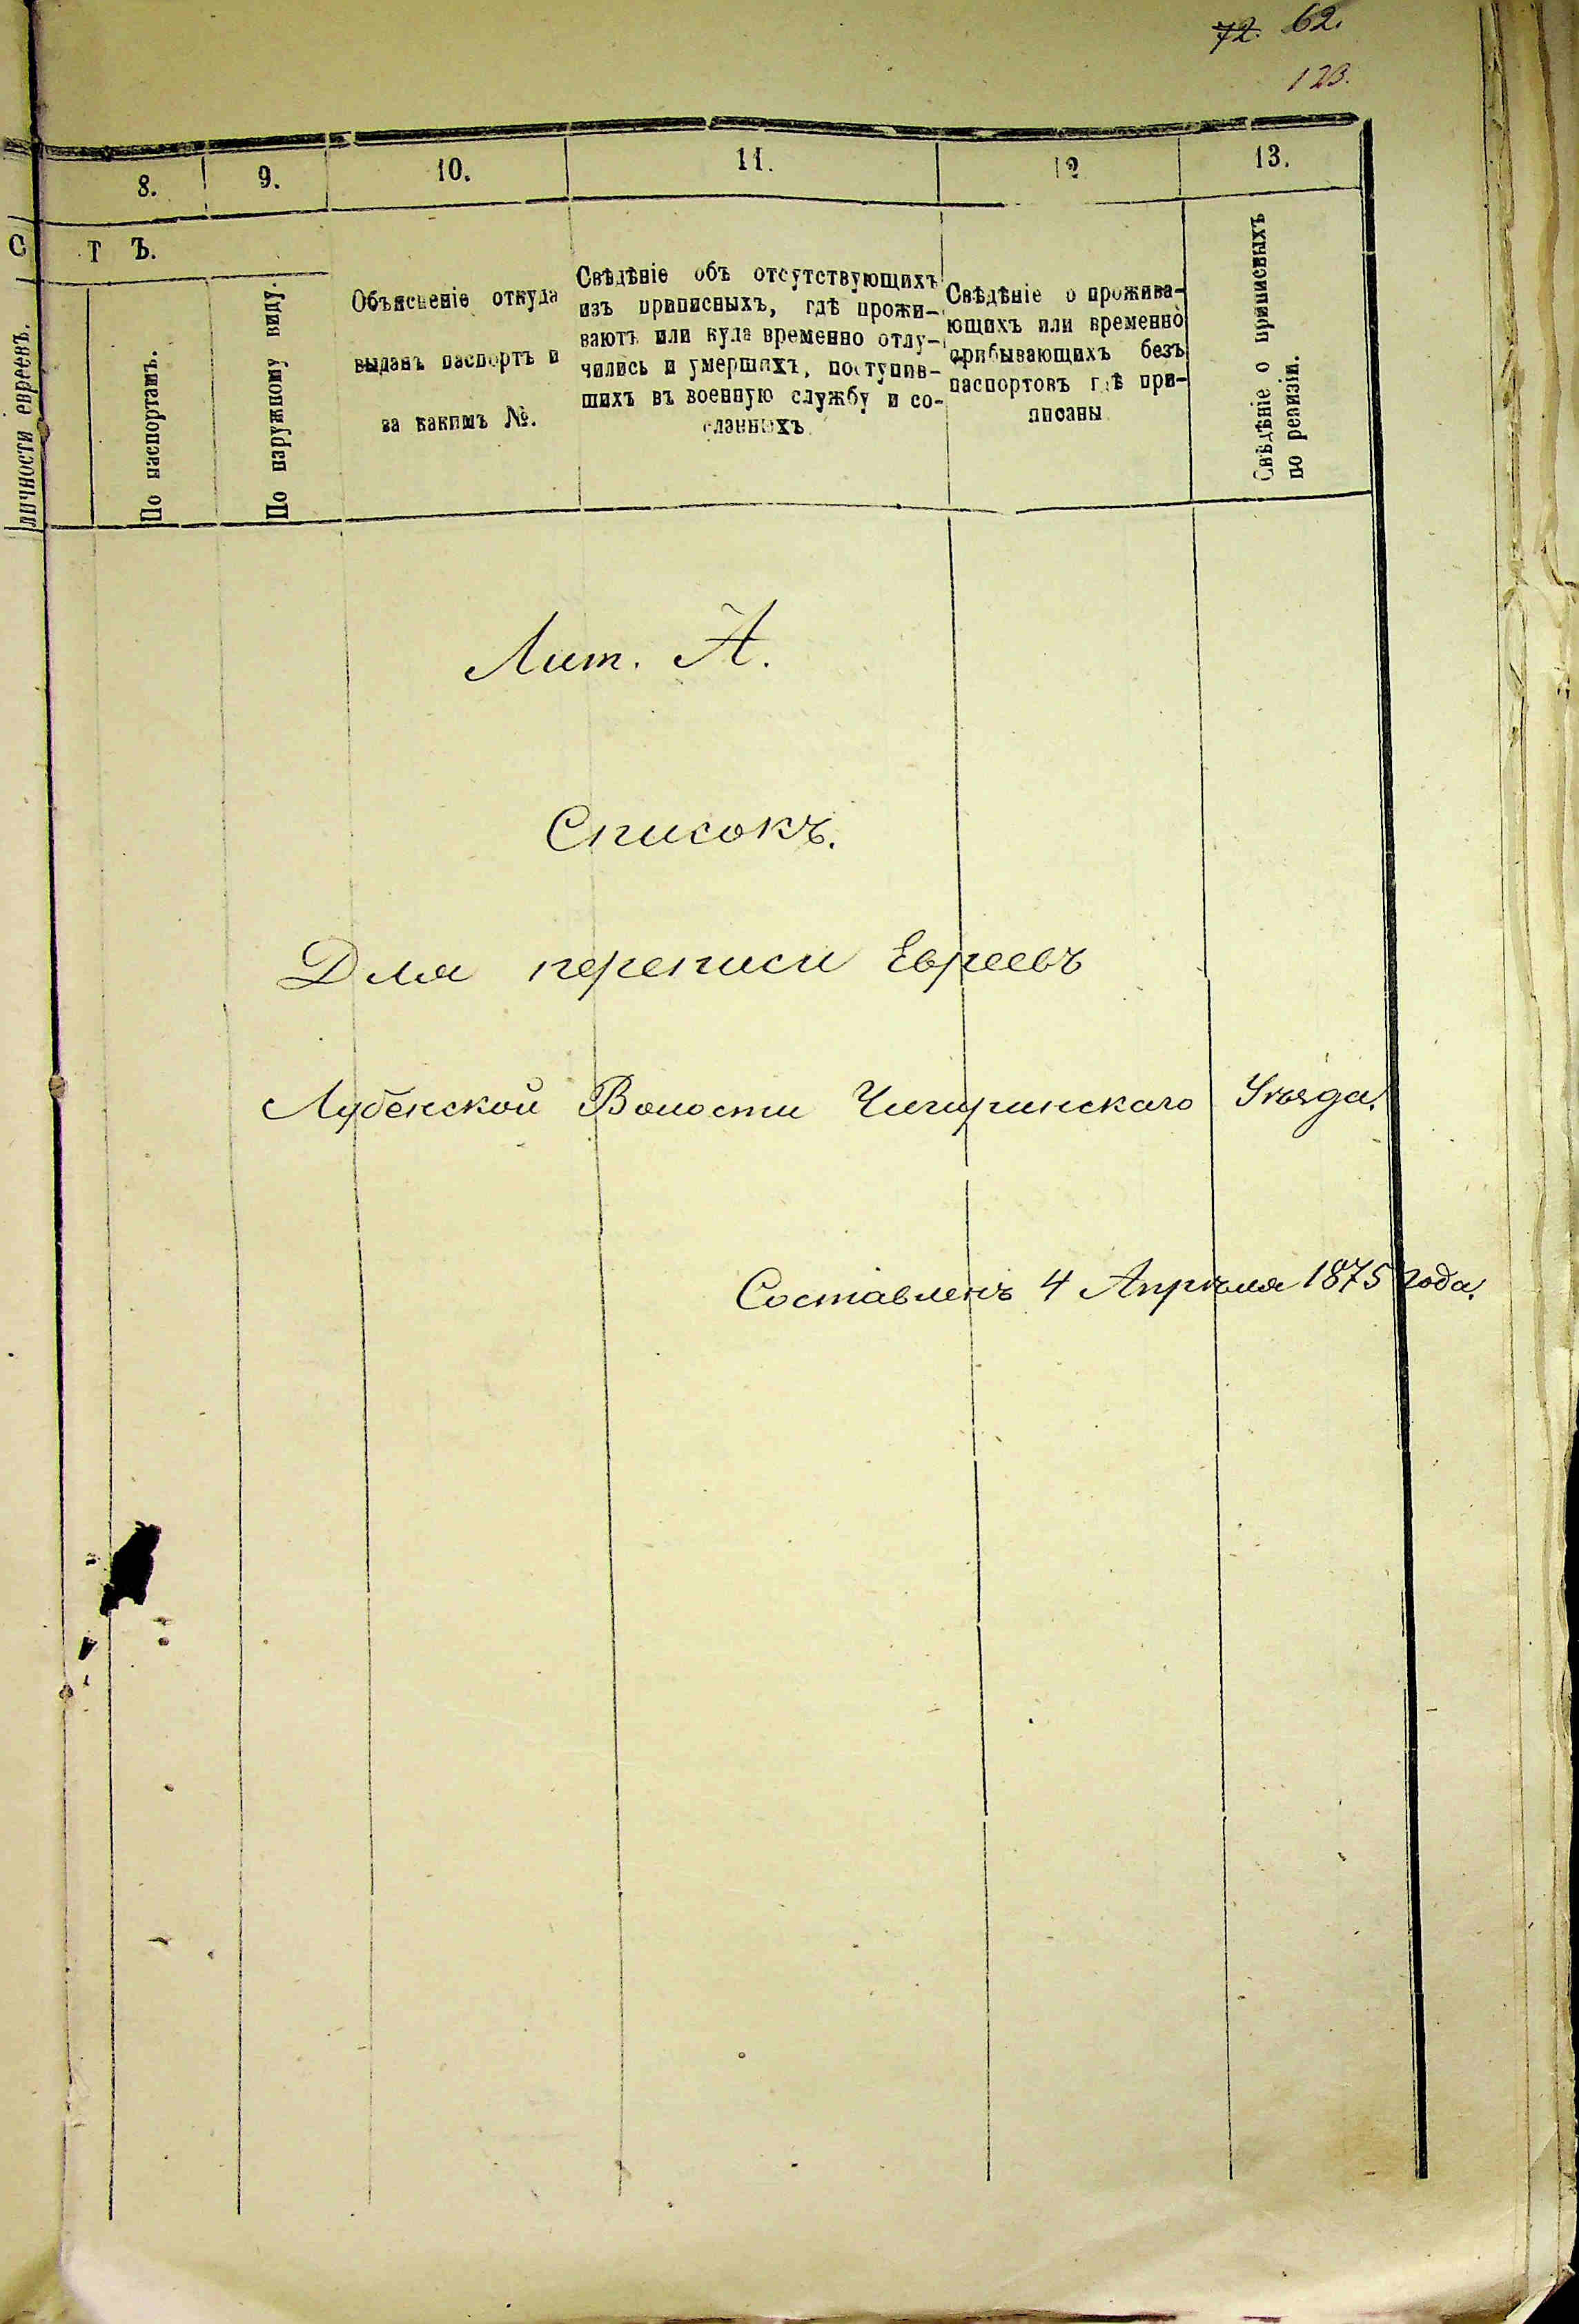 72. 62.
123.
8. 9. 10. 11. 12 13.
С Т Ъ.
личности евреевъ.
По паспортамъ.
По наружному виду.
Объясненіе откуда
выданъ паспортъ и
за какимъ №.
Свѣдѣніе объ отсутствующихъ
изъ приписныхъ, гдѣ прожи-
ваютъ или куда временно отлу-
чились и умершихъ, поступив-
шихъ въ военную службу и со-
сланныхъ
Свѣдѣніе о прожива-
ющихъ или временно
прибывающихъ безъ
паспортовъ гдѣ при-
писаны
Свѣдѣніе о приписныхъ
по ревизіи.
Лит. А.
Списокъ.
Для переписи Евреевъ
Лубенской Волости Чигиринскаго Уѣзда.
Составленъ 4 Апрѣля 1875 года.